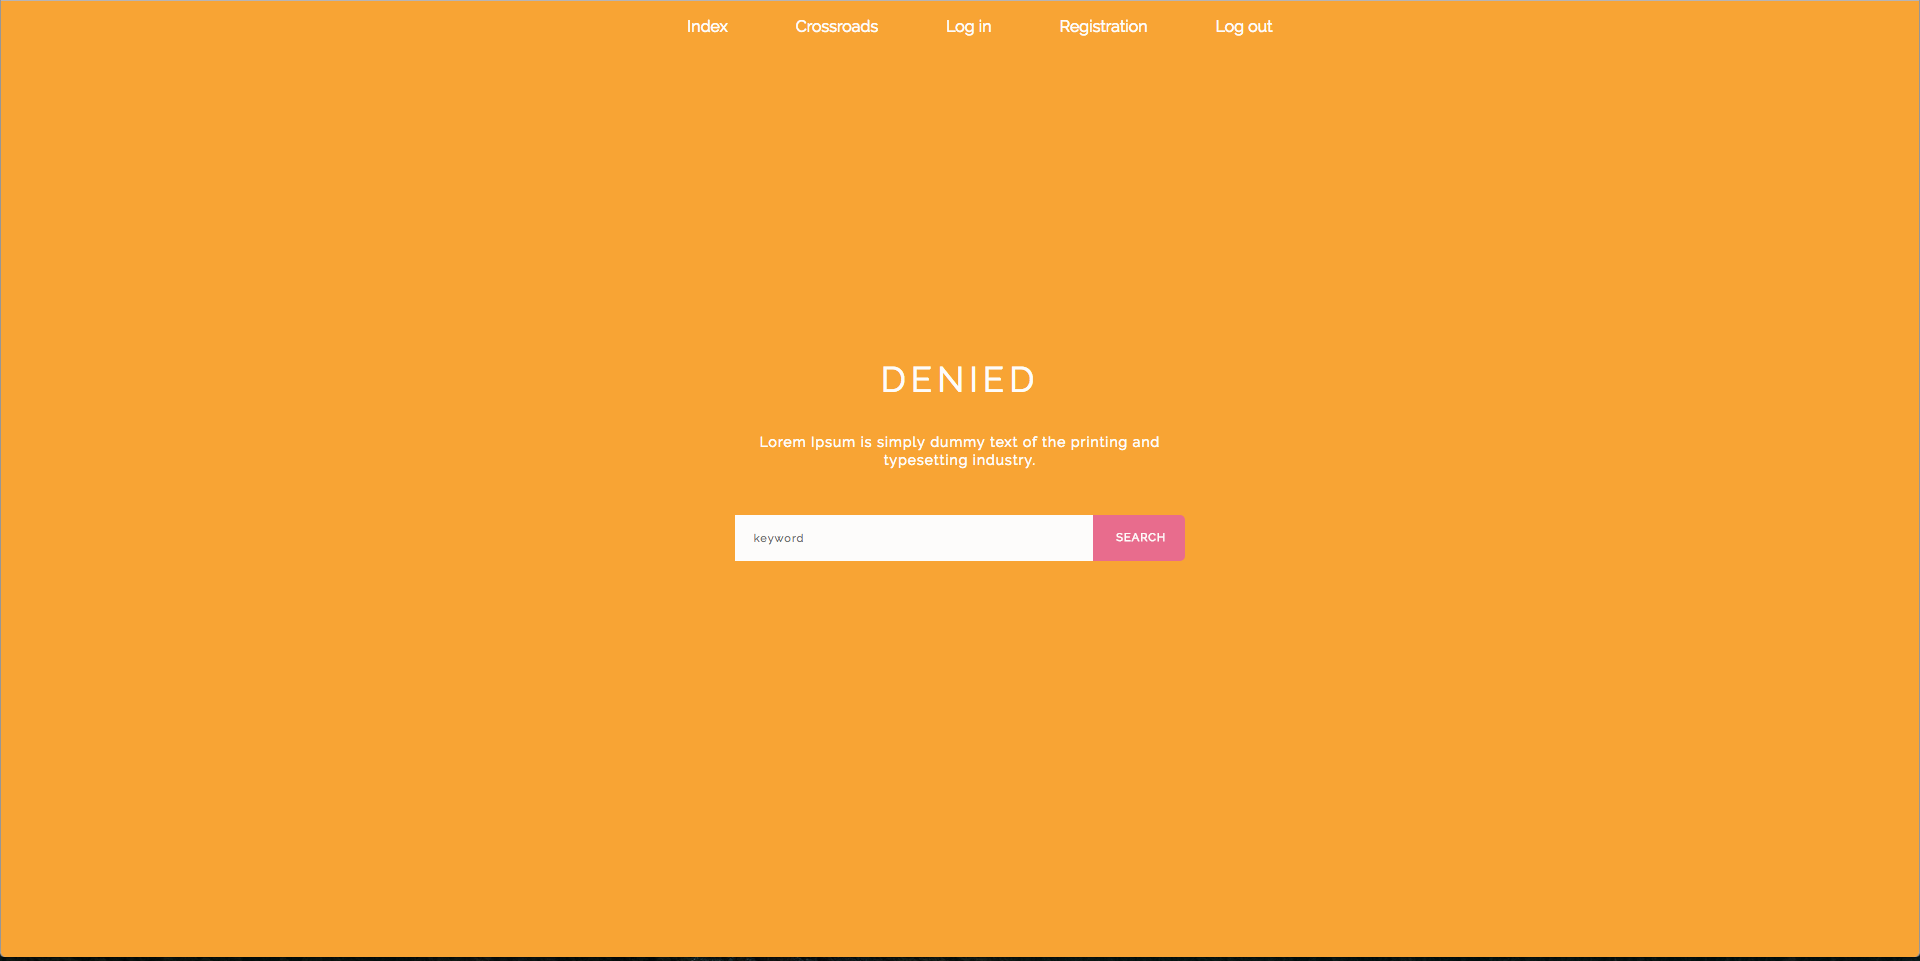 Index Crossroads Log in Registration Log out
DENIED
Lorem Ipsum is simply dummy text of the printing and
typesetting industry.
keyword SEARCH